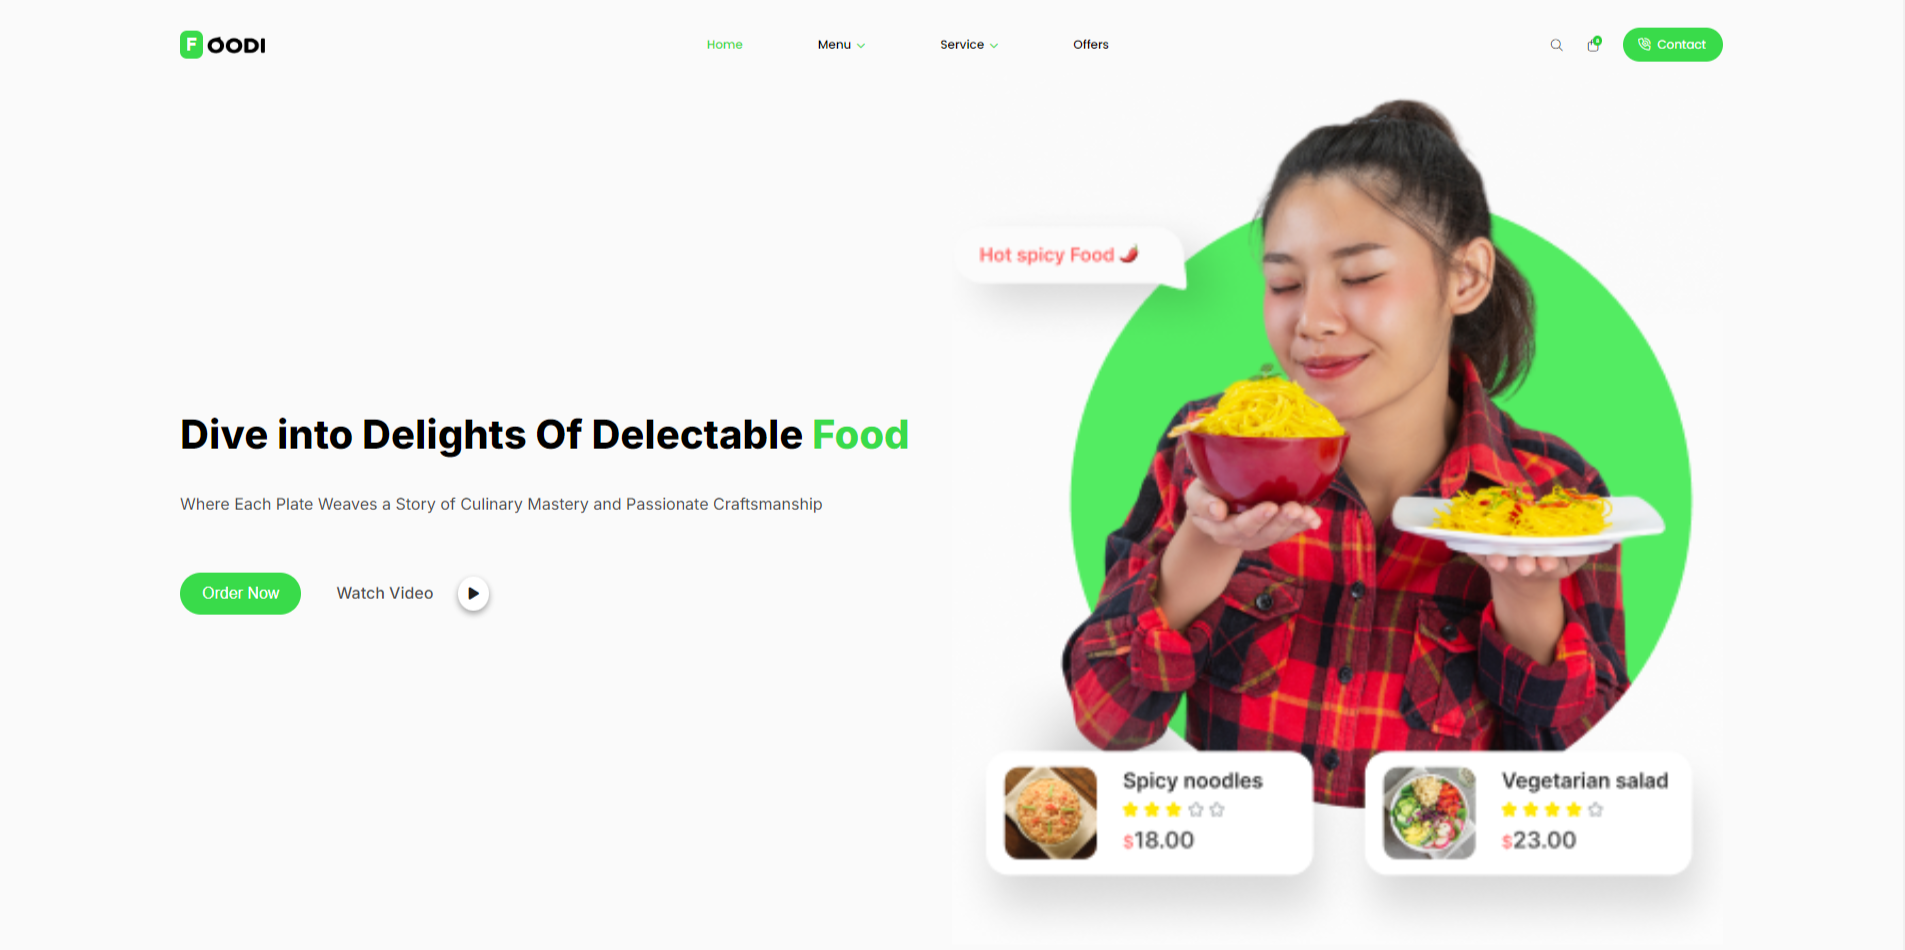 FOODI
Home
Menu
Service
Offers
Contact
Hot spicy Food
Dive into Delights Of Delectable Food
Where Each Plate Weaves a Story of Culinary Mastery and Passionate Craftsmanship
Order Now
Watch Video
Spicy noodles
$18.00
Vegetarian salad
$23.00